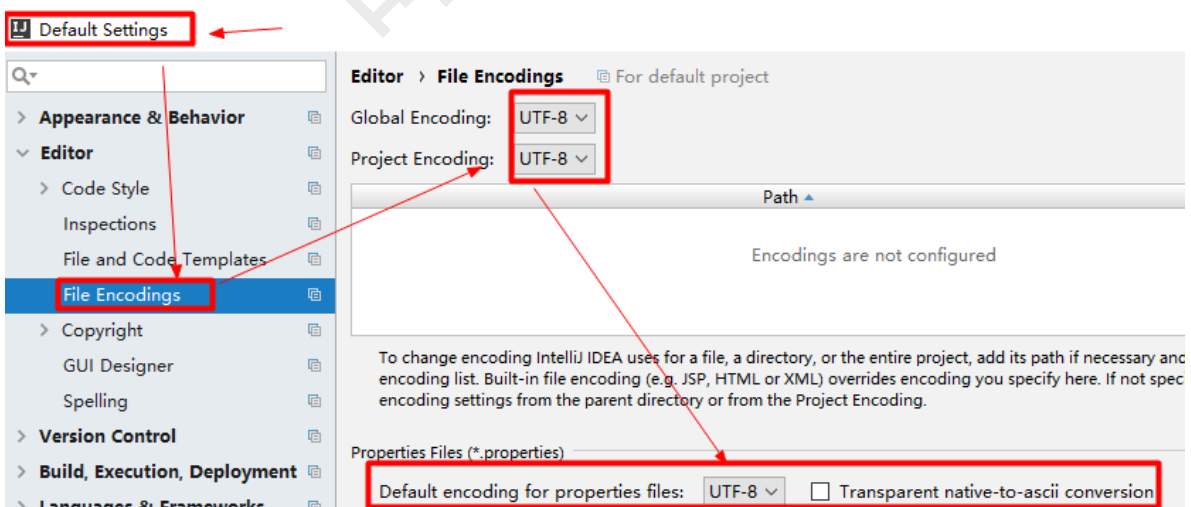 Default Settings
Appearance & Behavior
Editor
Code Style
Inspections
File and Code Templates
File Encodings
Copyright
GUI Designer
Spelling
Version Control
Build, Execution, Deployment
Languages & Frameworks
Editor › File Encodings For default project
Global Encoding: UTF-8
Project Encoding: UTF-8
Path
Encodings are not configured
To change encoding IntelliJ IDEA uses for a file, a directory, or the entire project, add its path if necessary and
encoding list. Built-in file encoding (e.g. JSP, HTML or XML) overrides encoding you specify here. If not speci
encoding settings from the parent directory or from the Project Encoding.
Properties Files (*.properties)
Default encoding for properties files: UTF-8 Transparent native-to-ascii conversion